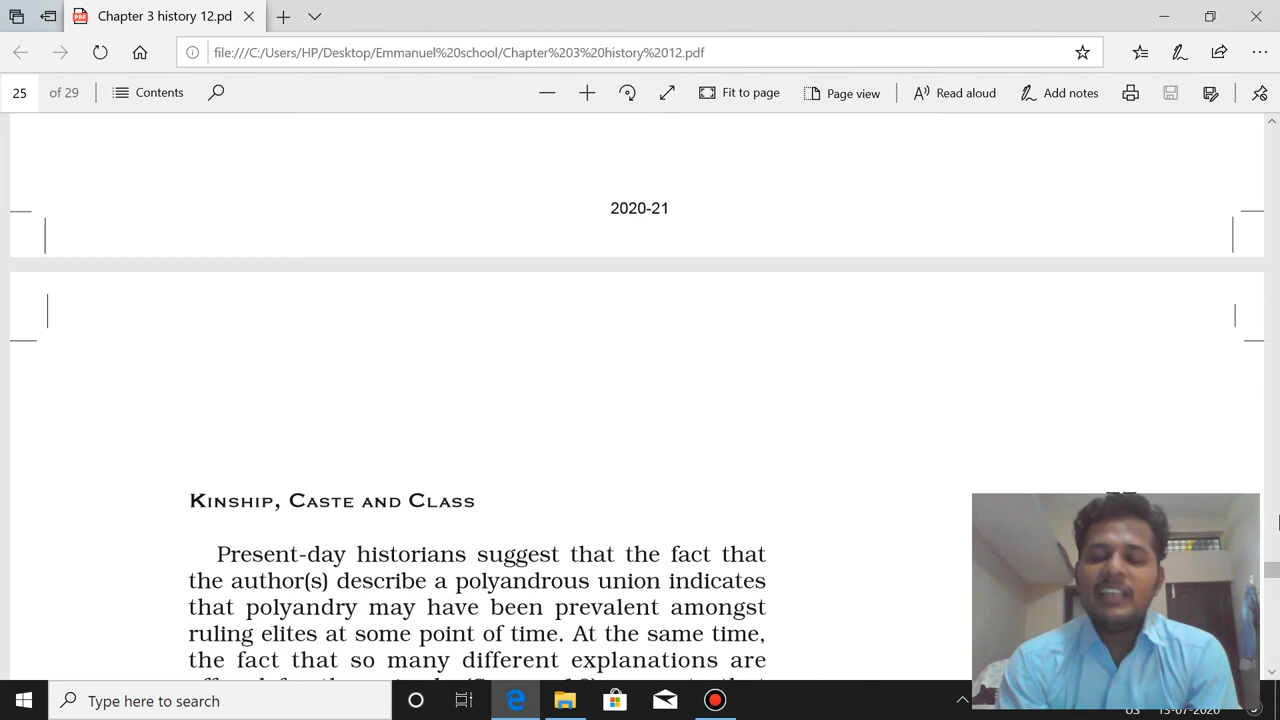 Chapter 3 history 12.pd
file:///C:/Users/HP/Desktop/Emmanuel%20school/Chapter%203%20history%2012.pdf
25 of 29 Contents Fit to page Page view Read aloud Add notes
2020-21
KINSHIP, CASTE AND CLASS
Present-day historians suggest that the fact that
the author(s) describe a polyandrous union indicates
that polyandry may have been prevalent amongst
ruling elites at some point of time. At the same time,
the fact that so many different explanations are
Type here to search
13-07-2020